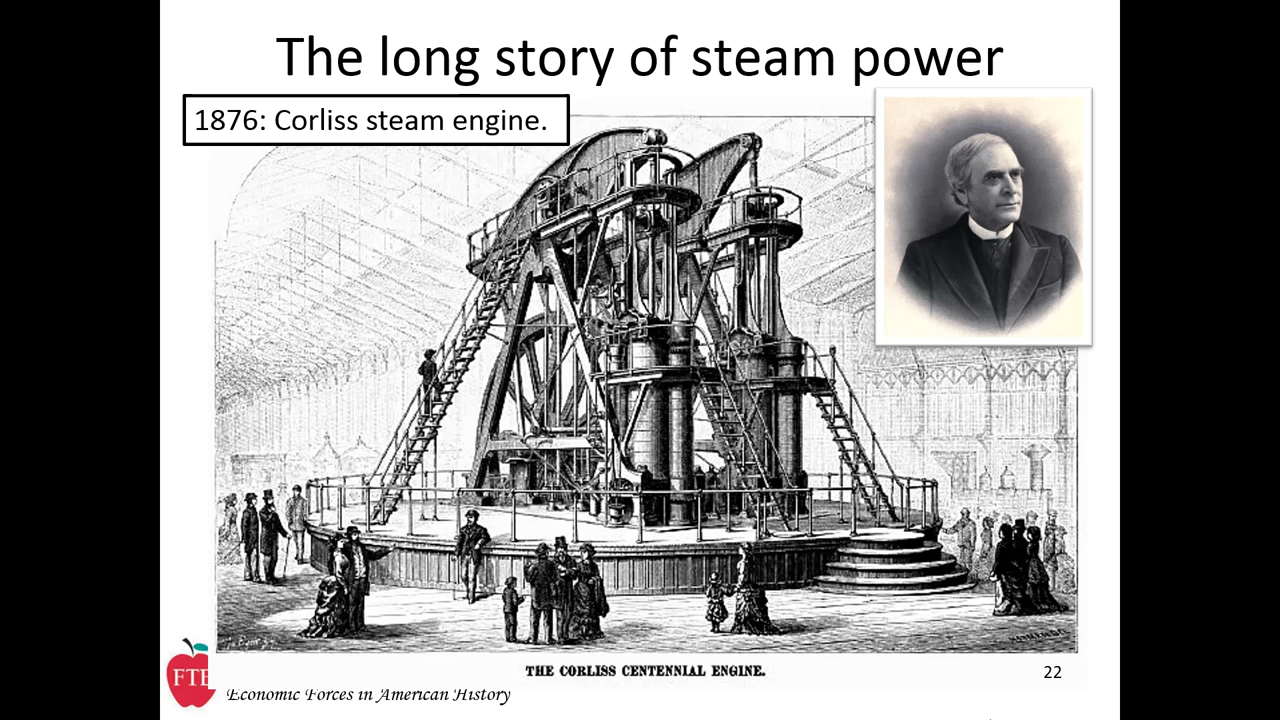 The long story of steam power
1876: Corliss steam engine.
THE CORLISS CENTENNIAL ENGINE.
22
FTE
Economic Forces in American History